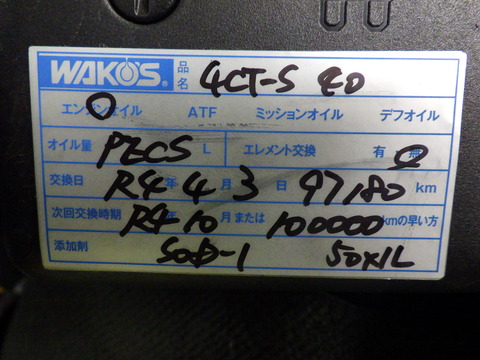 WAKO'S® 品名 4CT-S 40
エンジンオイル ATF ミッションオイル デフオイル
オイル量 PECS L エレメント交換 有 無
交換日 R4 年 4 月 3 日 97180 km
次回交換時期 R4 年 10 月または 100000 kmの早い方
添加剤 SOD-1 50X1L